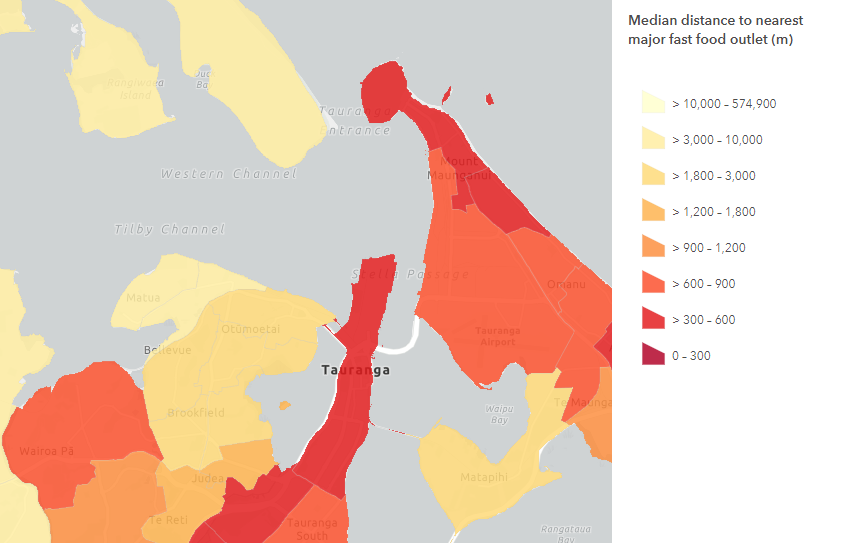 Median distance to nearest
major fast food outlet (m)
> 10,000 - 574,900
> 3,000 - 10,000
> 1,800 - 3,000
> 1,200 - 1,800
> 900 - 1,200
> 600 - 900
> 300 - 600
0 - 300
Rangiwaea
Island
Bay
Tauranga
Entrance
Mount
Maunganui
Western Channel
Tilby Channel
Stella Passage
Omanu
Matua
Otūmoetai
Tauranga
Airport
Bellevue
Tauranga
Te Maunga
Brookfield
Waipu
Bay
Wairoa Pā
Judea
Matapihi
Te Reti
Tauranga
South
Rangataua
Bay